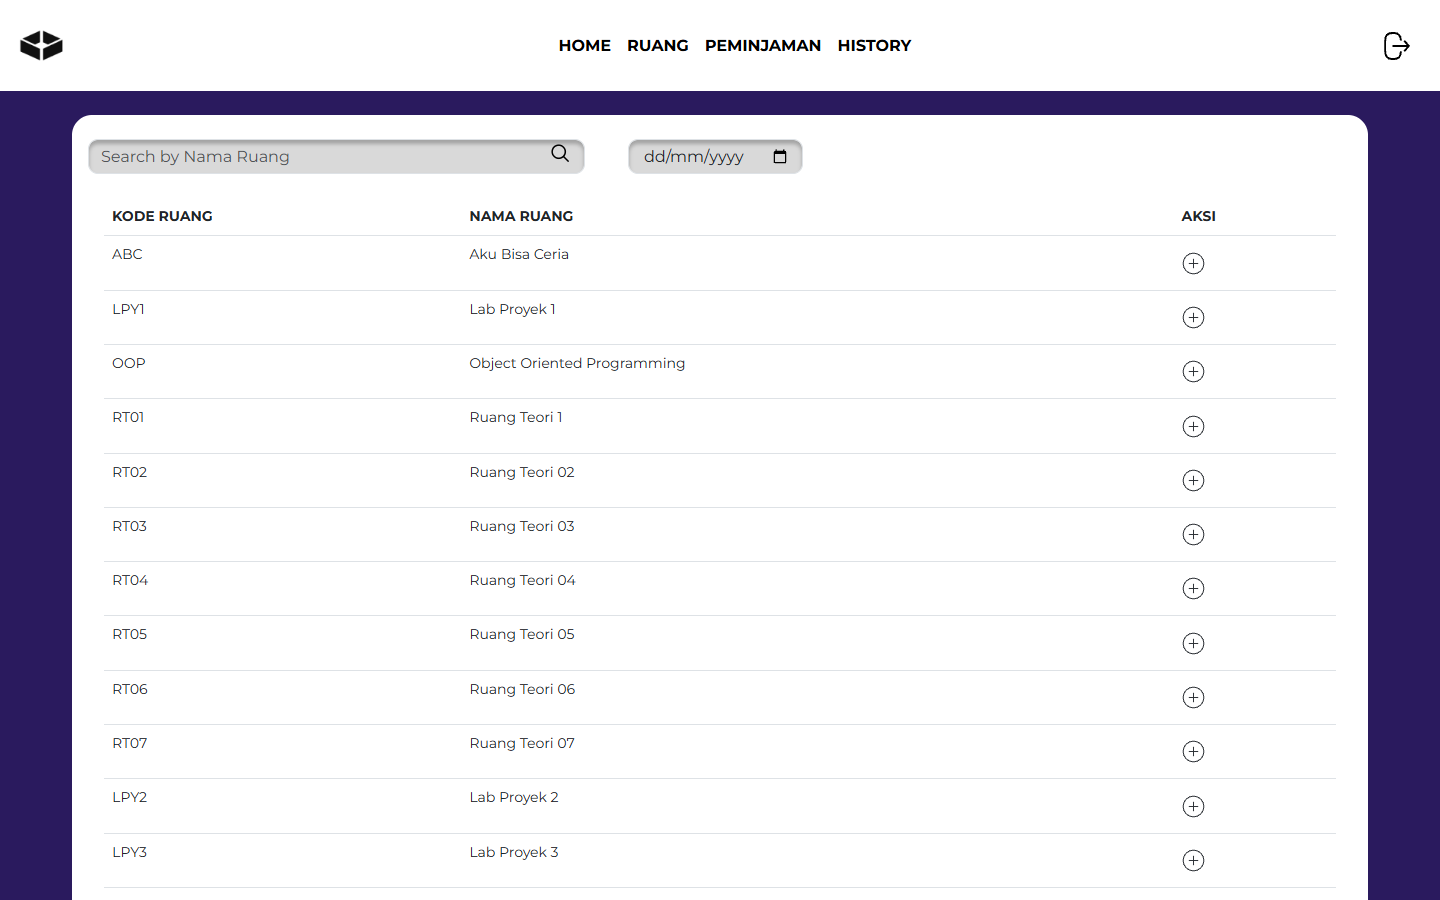 HOME RUANG PEMINJAMAN HISTORY
Search by Nama Ruang dd/mm/yyyy
KODE RUANG NAMA RUANG AKSI
ABC Aku Bisa Ceria
LPY1 Lab Proyek 1
OOP Object Oriented Programming
RT01 Ruang Teori 1
RT02 Ruang Teori 02
RT03 Ruang Teori 03
RT04 Ruang Teori 04
RT05 Ruang Teori 05
RT06 Ruang Teori 06
RT07 Ruang Teori 07
LPY2 Lab Proyek 2
LPY3 Lab Proyek 3